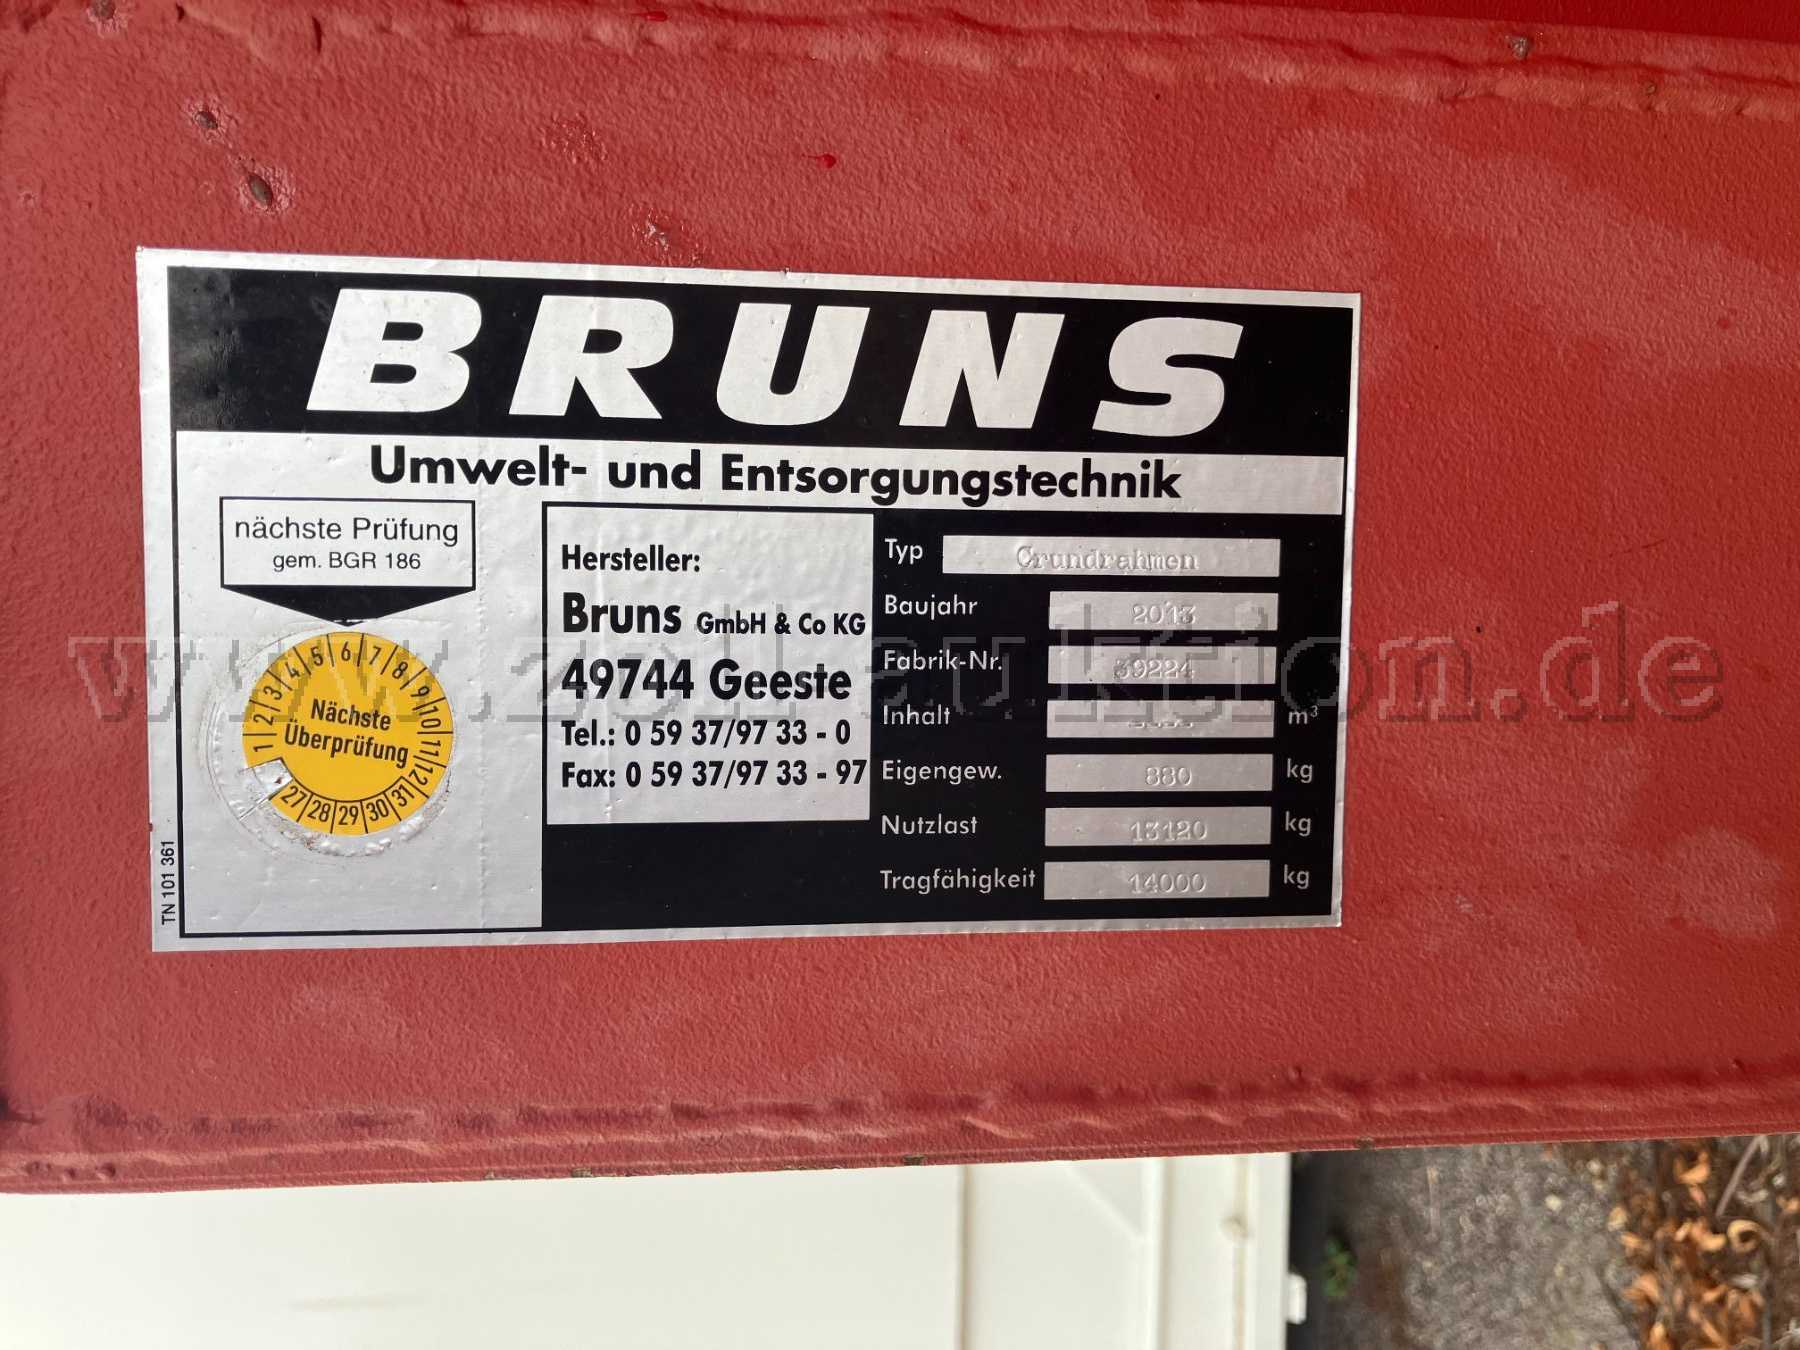 BRUNS
Umwelt- und Entsorgungstechnik
nächste Prüfung
gem. BGR 186
1 2 3 4 5 6 7 8 9 10 11 12
Nächste
Überprüfung
27 28 29 30 31
TN 101 361
Hersteller:
Bruns GmbH & Co KG
49744 Geeste
Tel.: 0 59 37/97 33 - 0
Fax: 0 59 37/97 33 - 97
Typ Grundrahmen
Baujahr 2013
Fabrik-Nr. 39224
Inhalt m³
Eigengew. 880 kg
Nutzlast 13120 kg
Tragfähigkeit 14000 kg
www.zoll-auktion.de